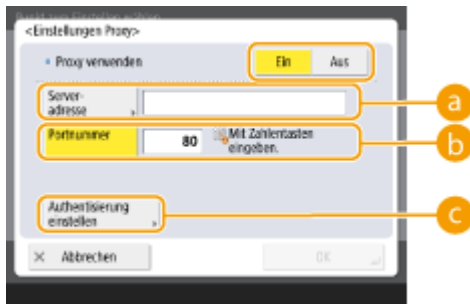 <Einstellungen Proxy>
Proxy verwenden
Ein Aus
Server-
adresse
a
Portnummer 80 Mit Zahlentasten
eingeben.
b
Authentisierung
einstellen
c
× Abbrechen OK